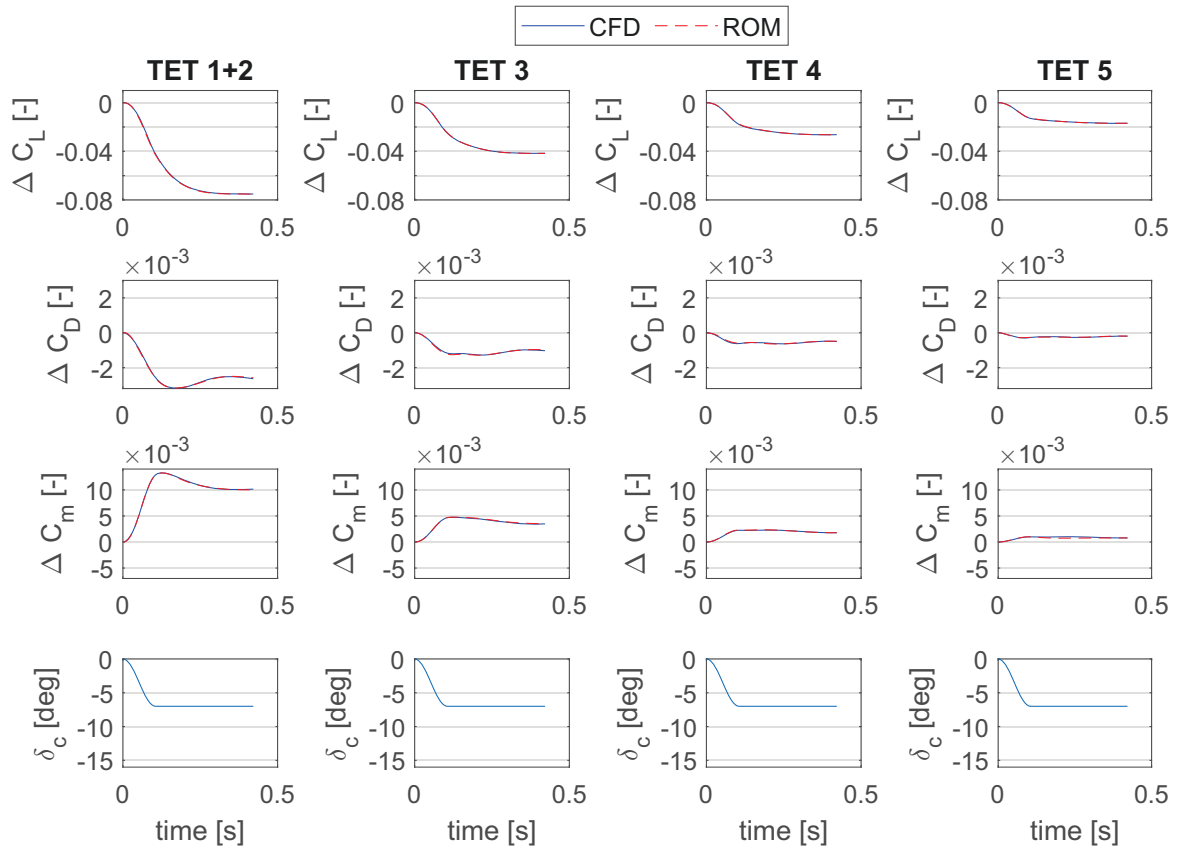 CFD ROM
TET 1+2 TET 3 TET 4 TET 5
Δ C_L [-] 0 -0.04 -0.08 0 0.5
Δ C_L [-] 0 -0.04 -0.08 0 0.5
Δ C_L [-] 0 -0.04 -0.08 0 0.5
Δ C_L [-] 0 -0.04 -0.08 0 0.5
×10^-3 Δ C_D [-] 2 0 -2 0 0.5
×10^-3 Δ C_D [-] 2 0 -2 0 0.5
×10^-3 Δ C_D [-] 2 0 -2 0 0.5
×10^-3 Δ C_D [-] 2 0 -2 0 0.5
×10^-3 Δ C_m [-] 10 5 0 -5 0 0.5
×10^-3 Δ C_m [-] 10 5 0 -5 0 0.5
×10^-3 Δ C_m [-] 10 5 0 -5 0 0.5
×10^-3 Δ C_m [-] 10 5 0 -5 0 0.5
δ_c [deg] 0 -5 -10 -15 0 0.5 time [s]
δ_c [deg] 0 -5 -10 -15 0 0.5 time [s]
δ_c [deg] 0 -5 -10 -15 0 0.5 time [s]
δ_c [deg] 0 -5 -10 -15 0 0.5 time [s]